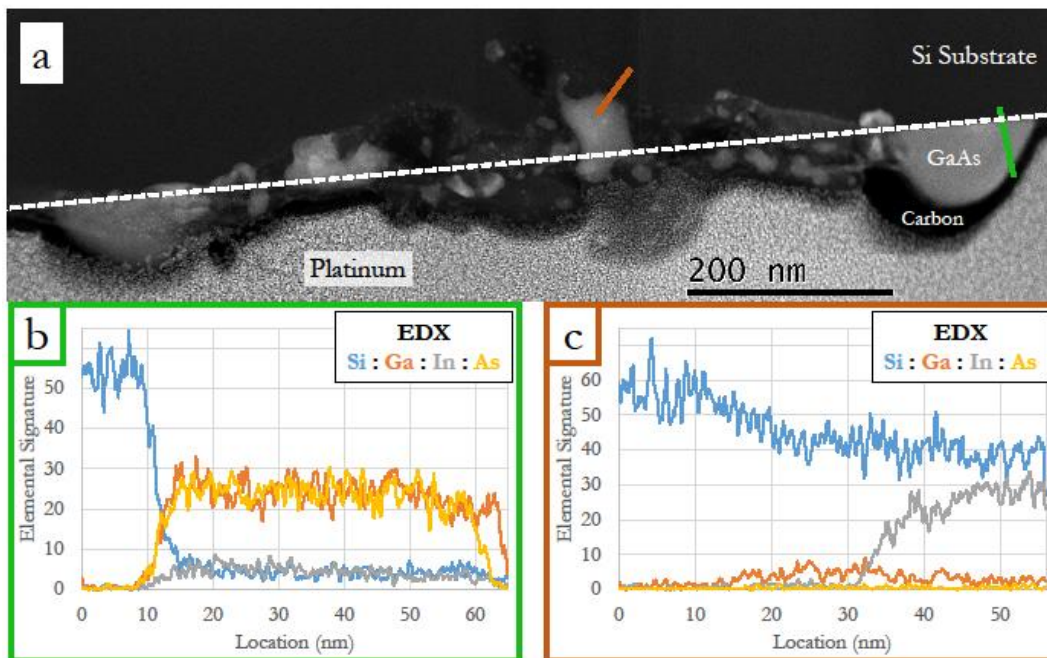 a
Si Substrate
GaAs
Carbon
Platinum
200 nm
b
EDX
Si : Ga : In : As
Elemental Signature
50
40
30
20
10
0
0 10 20 30 40 50 60
Location (nm)
c
EDX
Si : Ga : In : As
Elemental Signature
60
50
40
30
20
10
0
0 10 20 30 40 50
Location (nm)